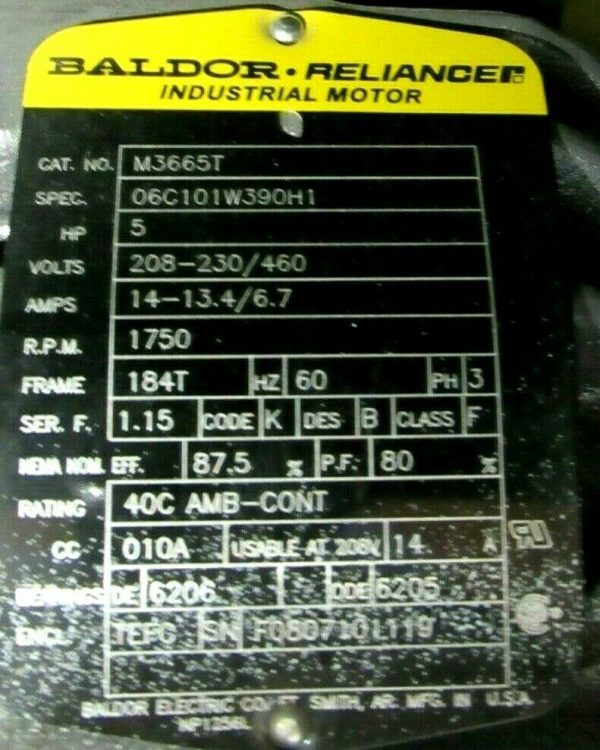 BALDOR • RELIANCE
INDUSTRIAL MOTOR
CAT. NO. M3665T
SPEC. 06C101W390H1
HP 5
VOLTS 208-230/460
AMPS 14-13.4/6.7
R.P.M. 1750
FRAME 184T HZ 60 PH 3
SER. F. 1.15 CODE K DES B CLASS F
NEMA NOM. EFF. 87.5 % P.F. 80 %
RATING 40C AMB-CONT
CC 010A USABLE AT 208V 14 A
BEARINGS DE 6206 ODE 6205
ENCL. TEFC SN F0807101119
BALDOR ELECTRIC CO. FT. SMITH, AR. MFG. IN U.S.A.